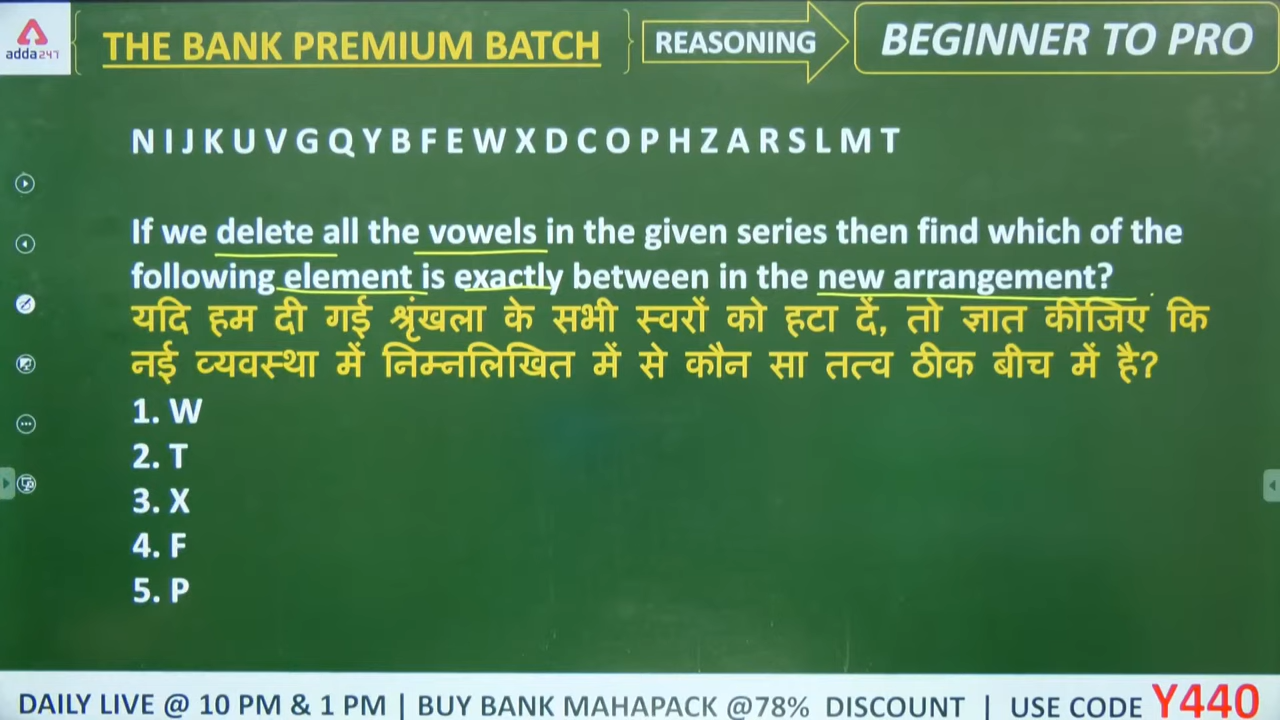 adda247
THE BANK PREMIUM BATCH
REASONING
BEGINNER TO PRO
N I J K U V G Q Y B F E W X D C O P H Z A R S L M T
If we delete all the vowels in the given series then find which of the
following element is exactly between in the new arrangement?
यदि हम दी गई श्रृंखला के सभी स्वरों को हटा दें, तो ज्ञात कीजिए कि
नई व्यवस्था में निम्नलिखित में से कौन सा तत्व ठीक बीच में है?
1. W
2. T
3. X
4. F
5. P
DAILY LIVE @ 10 PM & 1 PM | BUY BANK MAHAPACK @78% DISCOUNT | USE CODE Y440